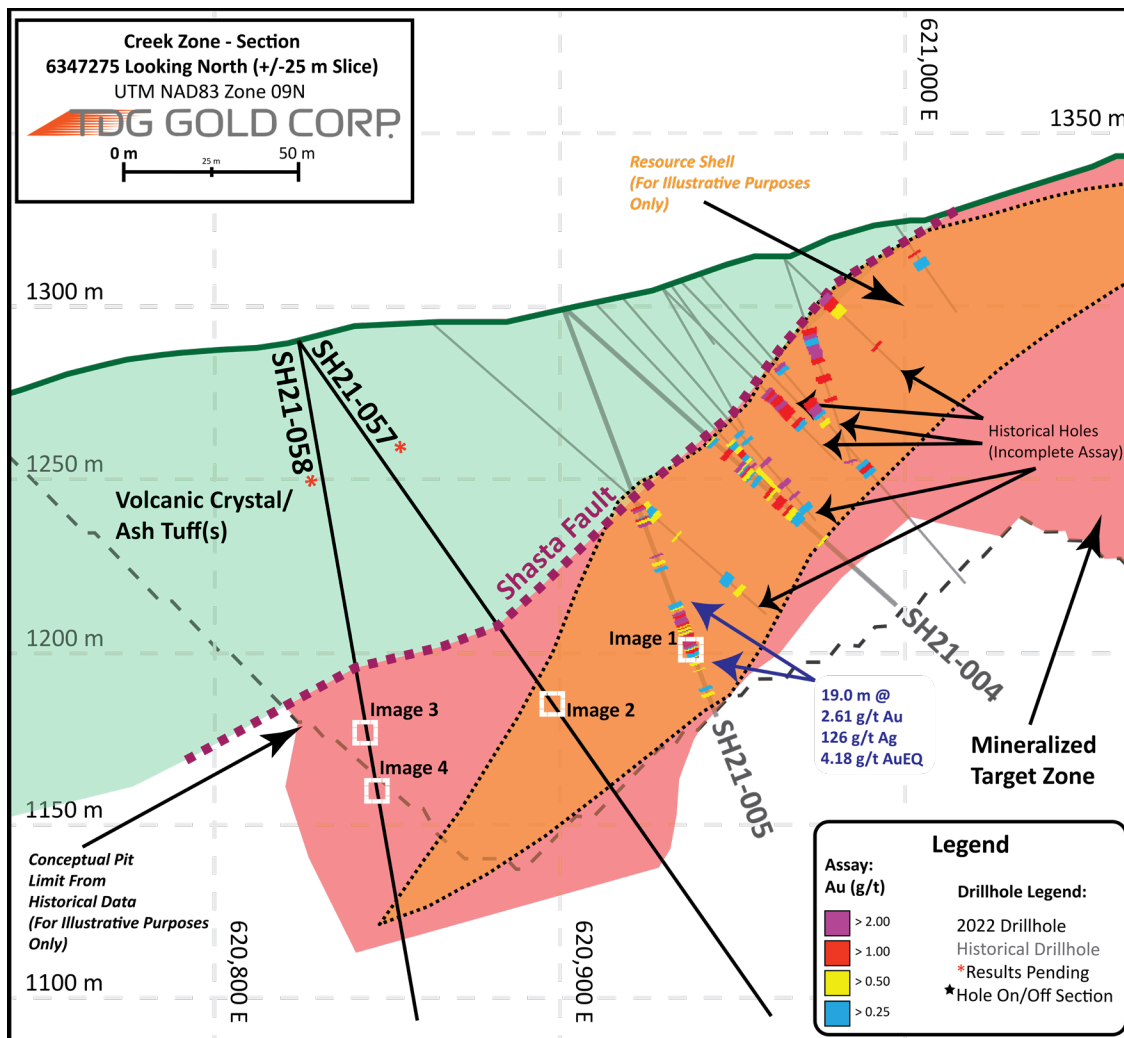 Creek Zone - Section
6347275 Looking North (+/-25 m Slice)
UTM NAD83 Zone 09N
TDG GOLD CORP.
0 m
25 m
50 m
621,000 E
1350 m
Resource Shell
(For Illustrative Purposes
Only)
1300 m
SH21-058*
SH21-057*
Historical Holes
(Incomplete Assay)
1250 m
Volcanic Crystal/
Ash Tuff(s)
Shasta Fault
1200 m
Image 1
SH21-004
Image 3
Image 2
19.0 m @
2.61 g/t Au
126 g/t Ag
4.18 g/t AuEQ
Mineralized
Target Zone
Image 4
SH21-005
1150 m
Conceptual Pit
Limit From
Historical Data
(For Illustrative Purposes
Only)
620,800 E
620,900 E
1100 m
Legend
Assay:
Au (g/t)
> 2.00
> 1.00
> 0.50
> 0.25
Drillhole Legend:
2022 Drillhole
Historical Drillhole
*Results Pending
★Hole On/Off Section